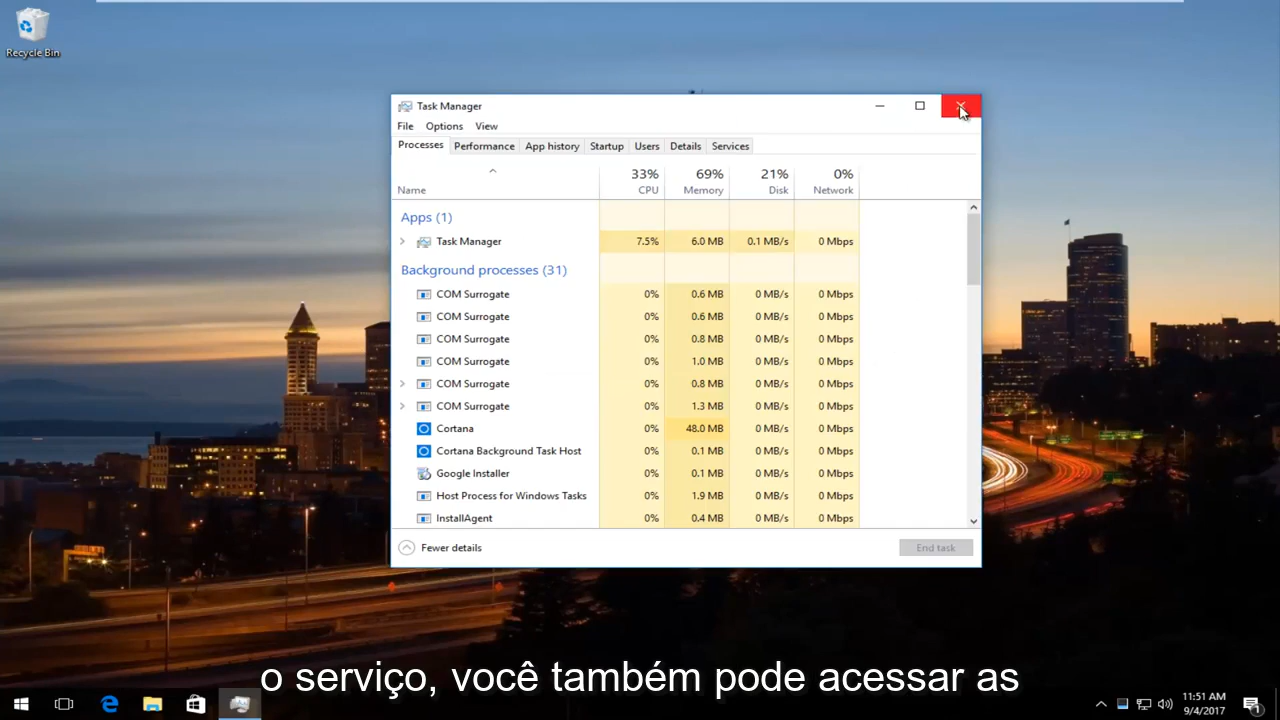 Recycle Bin
Task Manager
File Options View
Processes Performance App history Startup Users Details Services
33% 69% 21% 0%
Name CPU Memory Disk Network
Apps (1)
Task Manager 7.5% 6.0 MB 0.1 MB/s 0 Mbps
Background processes (31)
COM Surrogate 0% 0.6 MB 0 MB/s 0 Mbps
COM Surrogate 0% 0.6 MB 0 MB/s 0 Mbps
COM Surrogate 0% 0.8 MB 0 MB/s 0 Mbps
COM Surrogate 0% 1.0 MB 0 MB/s 0 Mbps
COM Surrogate 0% 0.8 MB 0 MB/s 0 Mbps
COM Surrogate 0% 1.3 MB 0 MB/s 0 Mbps
Cortana 0% 48.0 MB 0 MB/s 0 Mbps
Cortana Background Task Host 0% 0.1 MB 0 MB/s 0 Mbps
Google Installer 0% 0.1 MB 0 MB/s 0 Mbps
Host Process for Windows Tasks 0% 1.9 MB 0 MB/s 0 Mbps
InstallAgent 0% 0.4 MB 0 MB/s 0 Mbps
Fewer details End task
o serviço, você também pode acessar as
11:51 AM
9/4/2017
1